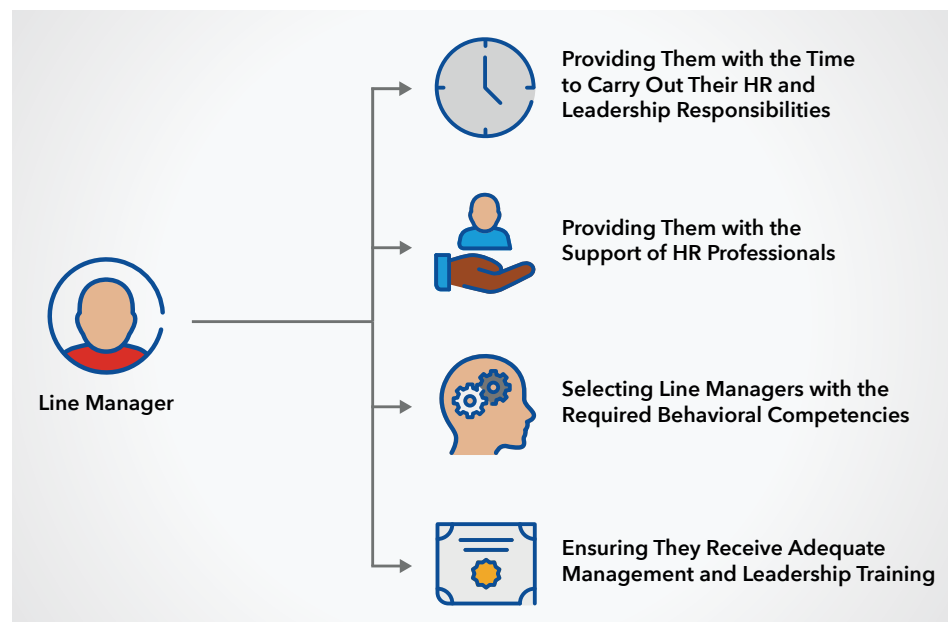 Line Manager
Providing Them with the Time
to Carry Out Their HR and
Leadership Responsibilities
Providing Them with the
Support of HR Professionals
Selecting Line Managers with the
Required Behavioral Competencies
Ensuring They Receive Adequate
Management and Leadership Training